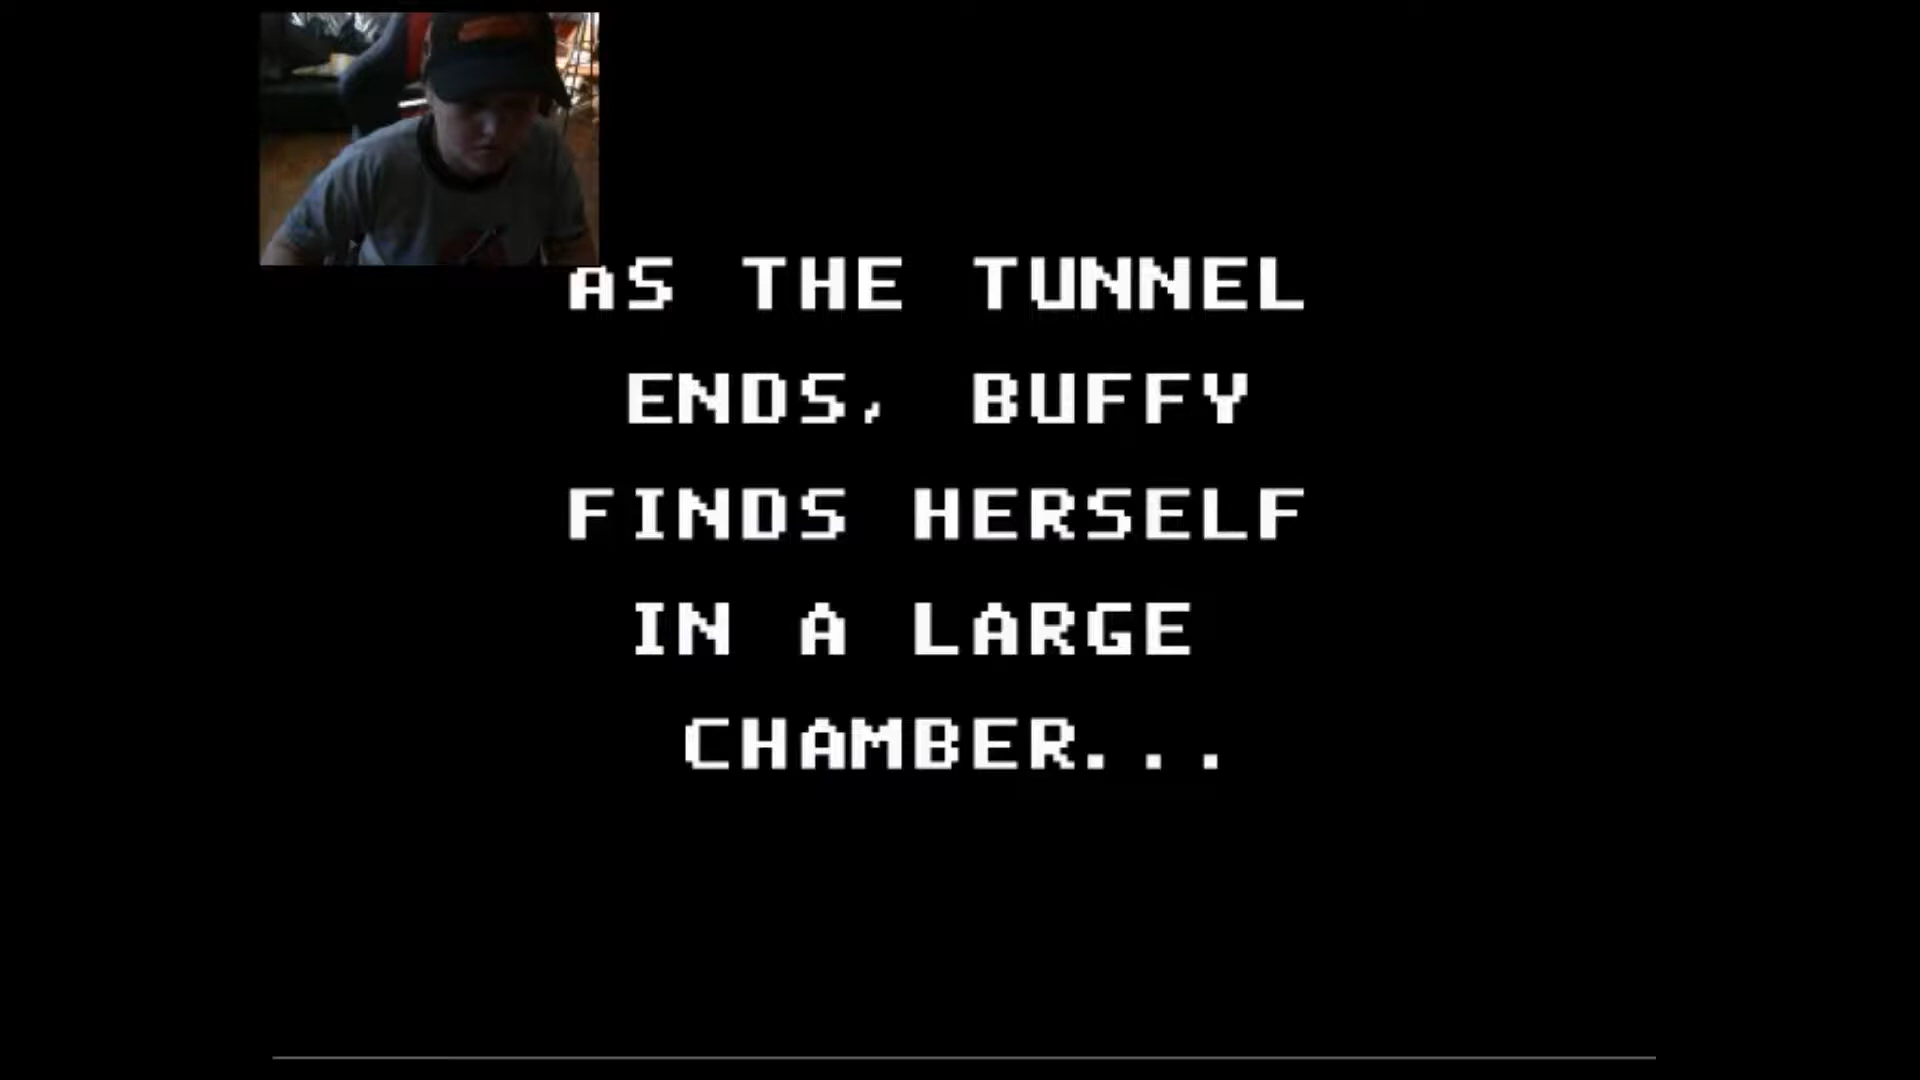 AS THE TUNNEL
ENDS, BUFFY
FINDS HERSELF
IN A LARGE
CHAMBER...